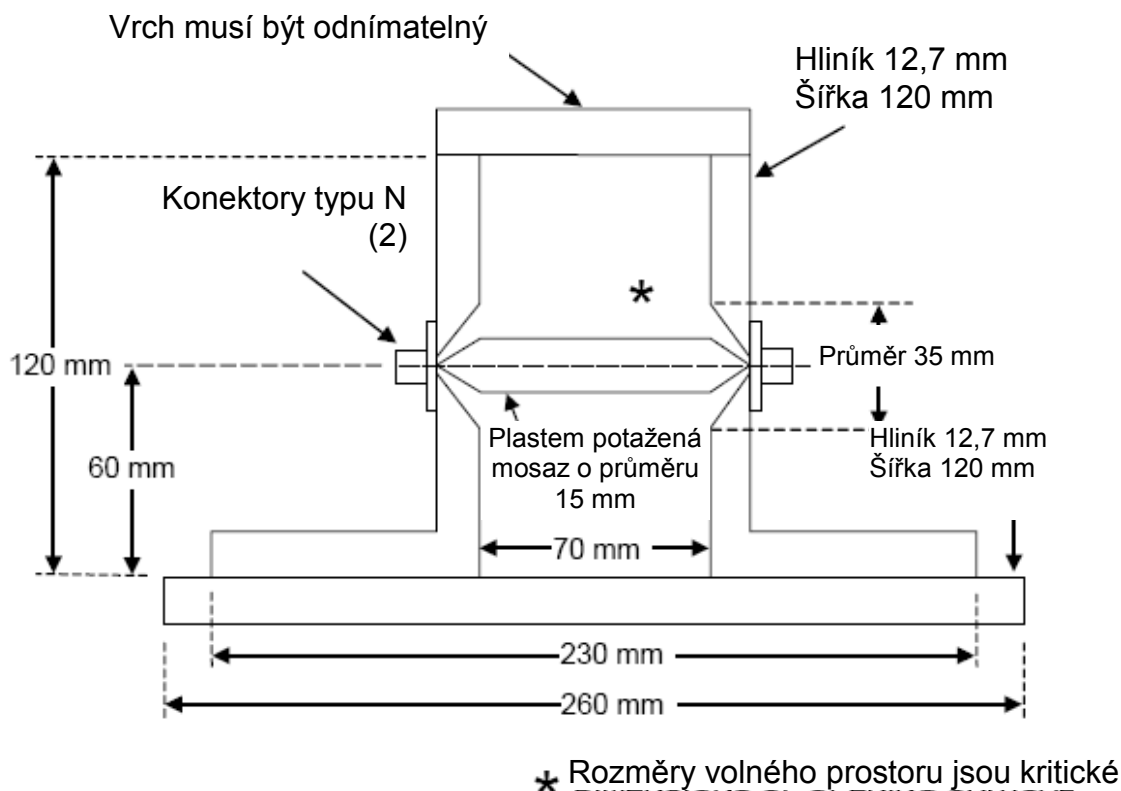 Vrch musí být odnímatelný
Hliník 12,7 mm
Šířka 120 mm
Konektory typu N
(2)
*
120 mm
Průměr 35 mm
60 mm
Plastem potažená
mosaz o průměru
15 mm
Hliník 12,7 mm
Šířka 120 mm
70 mm
230 mm
260 mm
* Rozměry volného prostoru jsou kritické